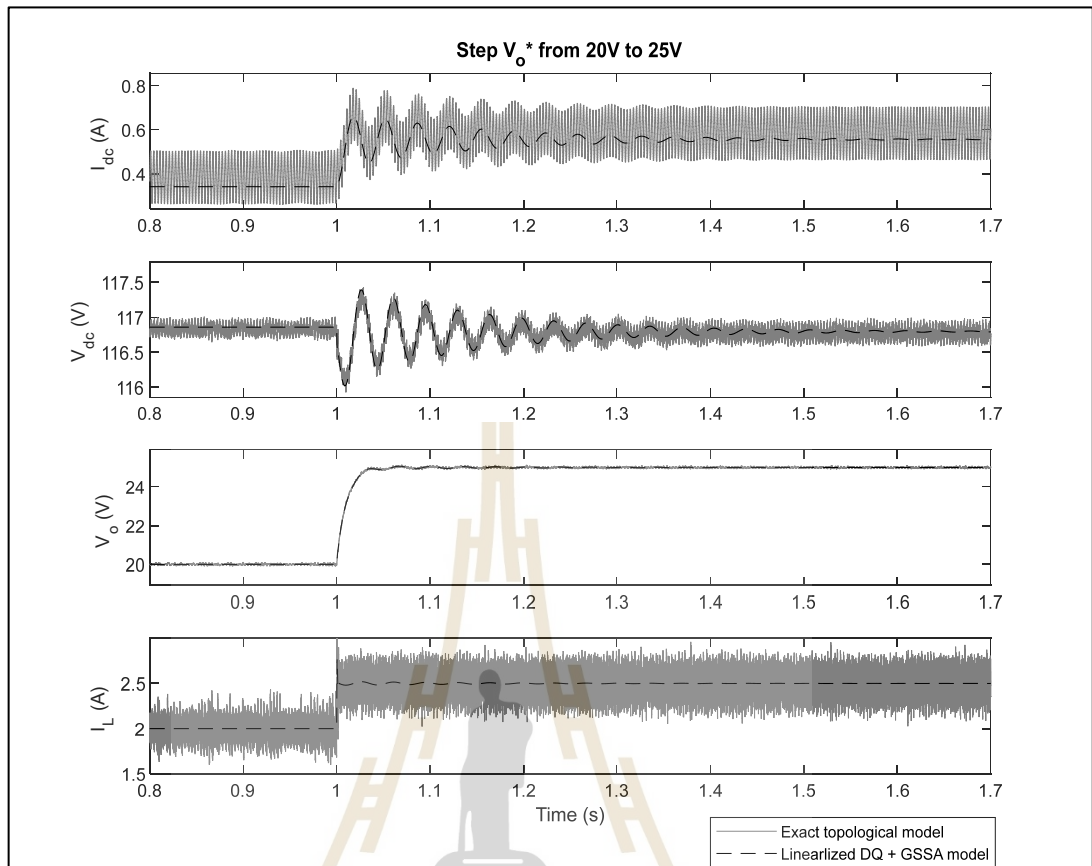 Step Vo* from 20V to 25V
Idc (A)
0.8
0.6
0.4
0.8 0.9 1 1.1 1.2 1.3 1.4 1.5 1.6 1.7
Vdc (V)
117.5
117
116.5
116
0.8 0.9 1 1.1 1.2 1.3 1.4 1.5 1.6 1.7
Vo (V)
24
22
20
0.9 1 1.1 1.2 1.3 1.4 1.5 1.6 1.7
IL (A)
2.5
2
1.5
0.8 0.9 1 1.1 1.2 1.3 1.4 1.5 1.6 1.7
Time (s)
Exact topological model
Linearlized DQ + GSSA model